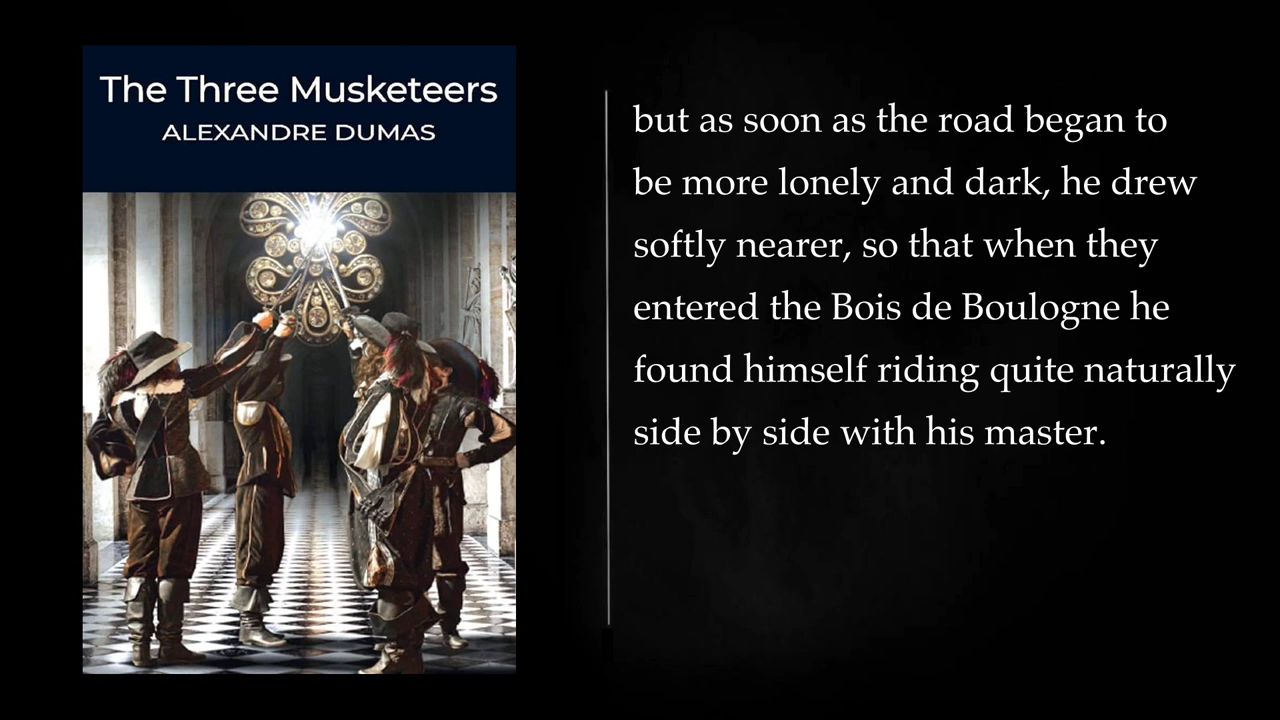 The Three Musketeers
ALEXANDRE DUMAS
but as soon as the road began to
be more lonely and dark, he drew
softly nearer, so that when they
entered the Bois de Boulogne he
found himself riding quite naturally
side by side with his master.